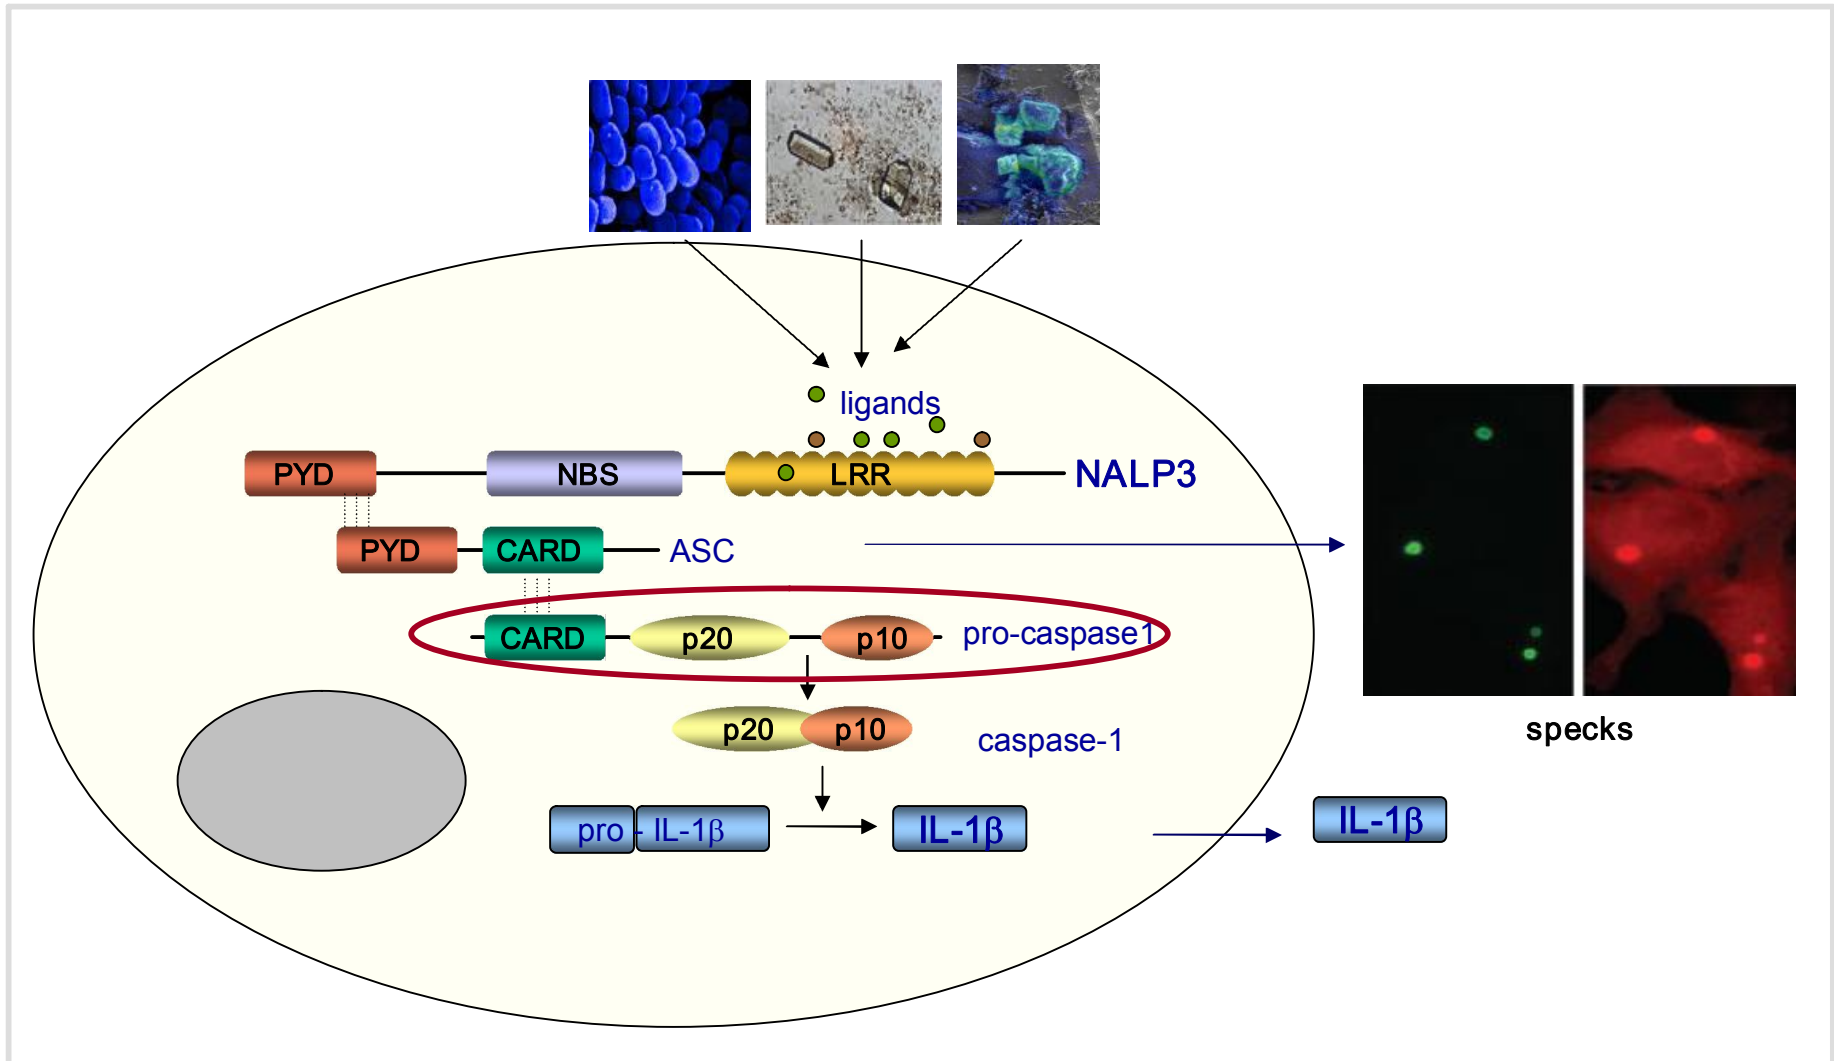 ligands
PYD NBS LRR NALP3
PYD CARD ASC
CARD p20 p10 pro-caspase1
p20 p10 caspase-1
specks
pro - IL-1β IL-1β IL-1β